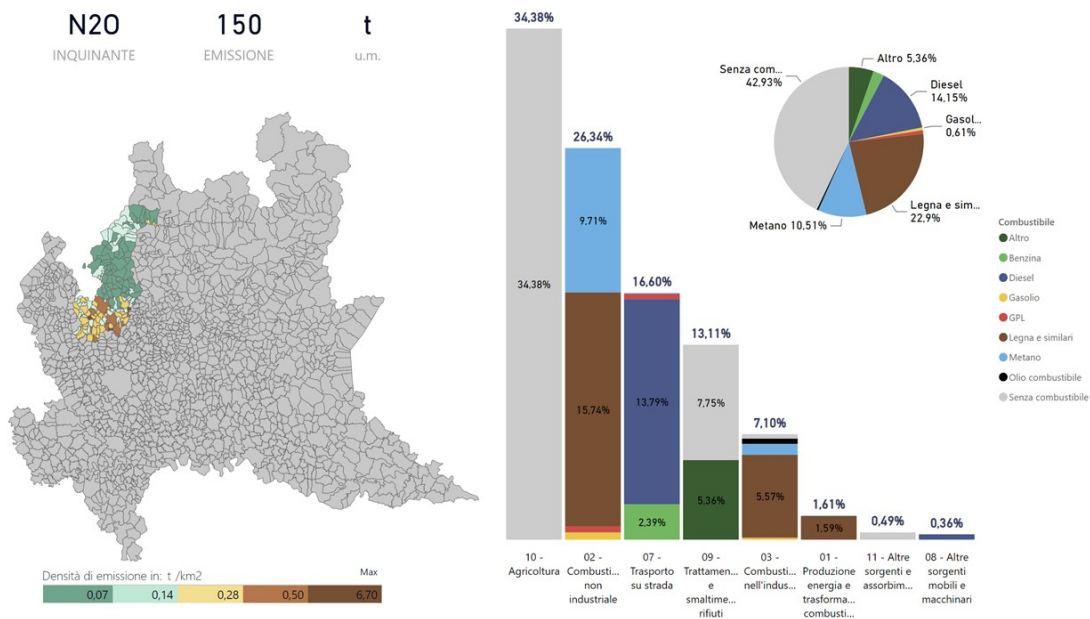 N2O
150
t
INQUINANTE
EMISSIONE
u.m.
Densità di emissione in: t /km2
Max
0,07
0,14
0,28
0,50
6,70
34,38%
34,38%
26,34%
9,71%
15,74%
16,60%
13,79%
2,39%
13,11%
7,75%
5,36%
7,10%
5,57%
1,61%
1,59%
0,49%
0,36%
10 -
Agricoltura
02 -
Combusti...
non
industriale
07 -
Trasporto
su strada
09 -
Trattamen...
e
smaltime...
rifiuti
03 -
Combusti...
nell'indus...
01 -
Produzione
energia e
trasforma...
combusti...
11 - Altre
sorgenti e
assorbim...
08 - Altre
sorgenti
mobili e
macchinari
Altro 5,36%
Diesel
14,15%
Gasol...
0,61%
Legna e sim...
22,9%
Metano 10,51%
Senza com...
42,93%
Combustibile
Altro
Benzina
Diesel
Gasolio
GPL
Legna e similari
Metano
Olio combustibile
Senza combustibile